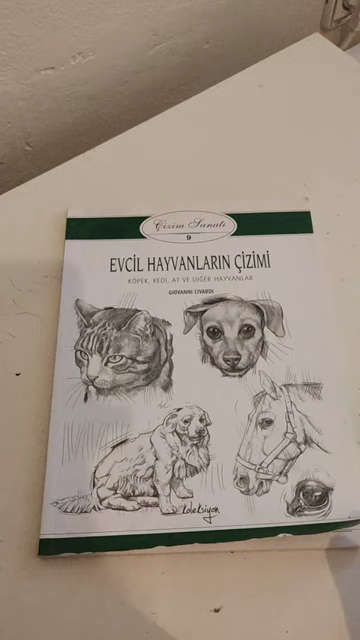 Çizim Sanatı
9
EVCİL HAYVANLARIN ÇİZİMİ
KÖPEK, KEDİ, AT VE DİĞER HAYVANLAR
GIOVANNI CIVARDI
koleksiyon